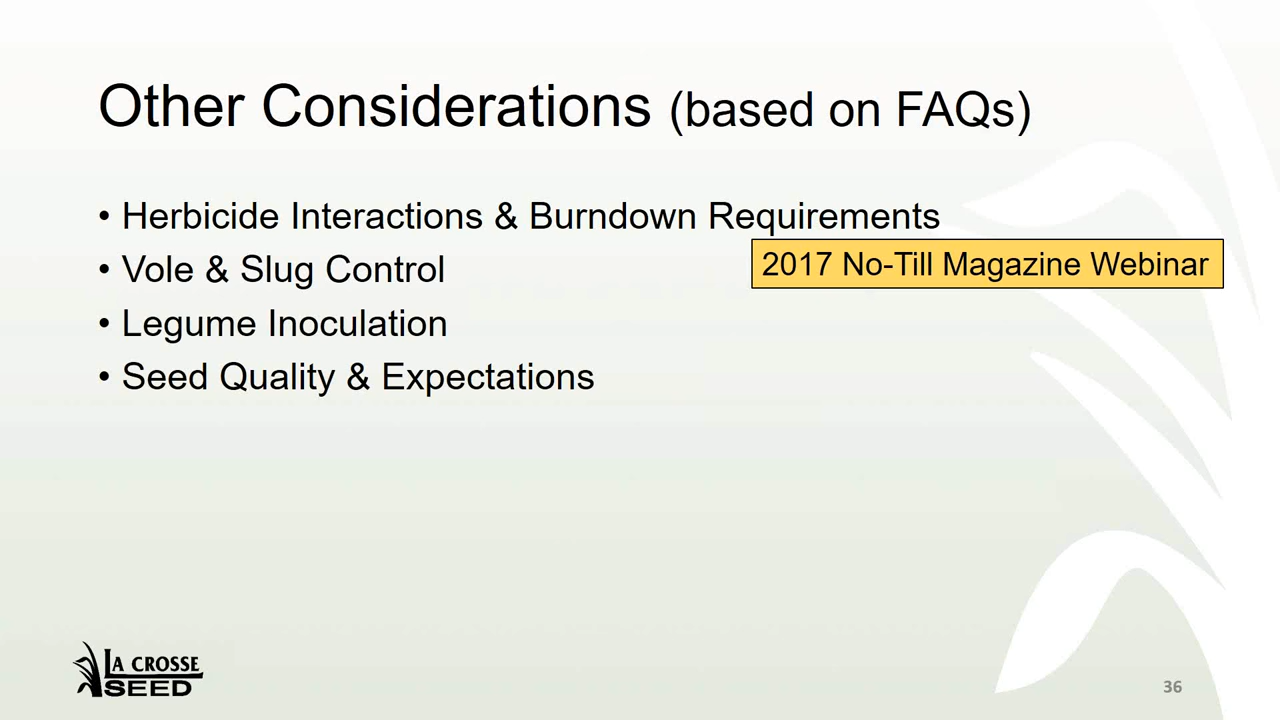 Other Considerations (based on FAQs)
• Herbicide Interactions & Burndown Requirements
2017 No-Till Magazine Webinar
• Vole & Slug Control
• Legume Inoculation
• Seed Quality & Expectations
LA CROSSE
SEED
36